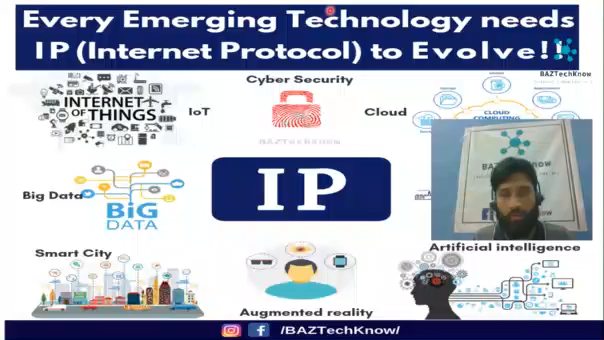 Every Emerging Technology needs
IP (Internet Protocol) to Evolve!!
BAZTechKnow
Cyber Security
INTERNET
OF THINGS
IoT
Cloud
CLOUD
COMPUTING
BAZTechKnow
BAZTechKnow
IP
Big Data
BiG
DATA
Smart City
Artificial intelligence
Augmented reality
/BAZTechKnow/